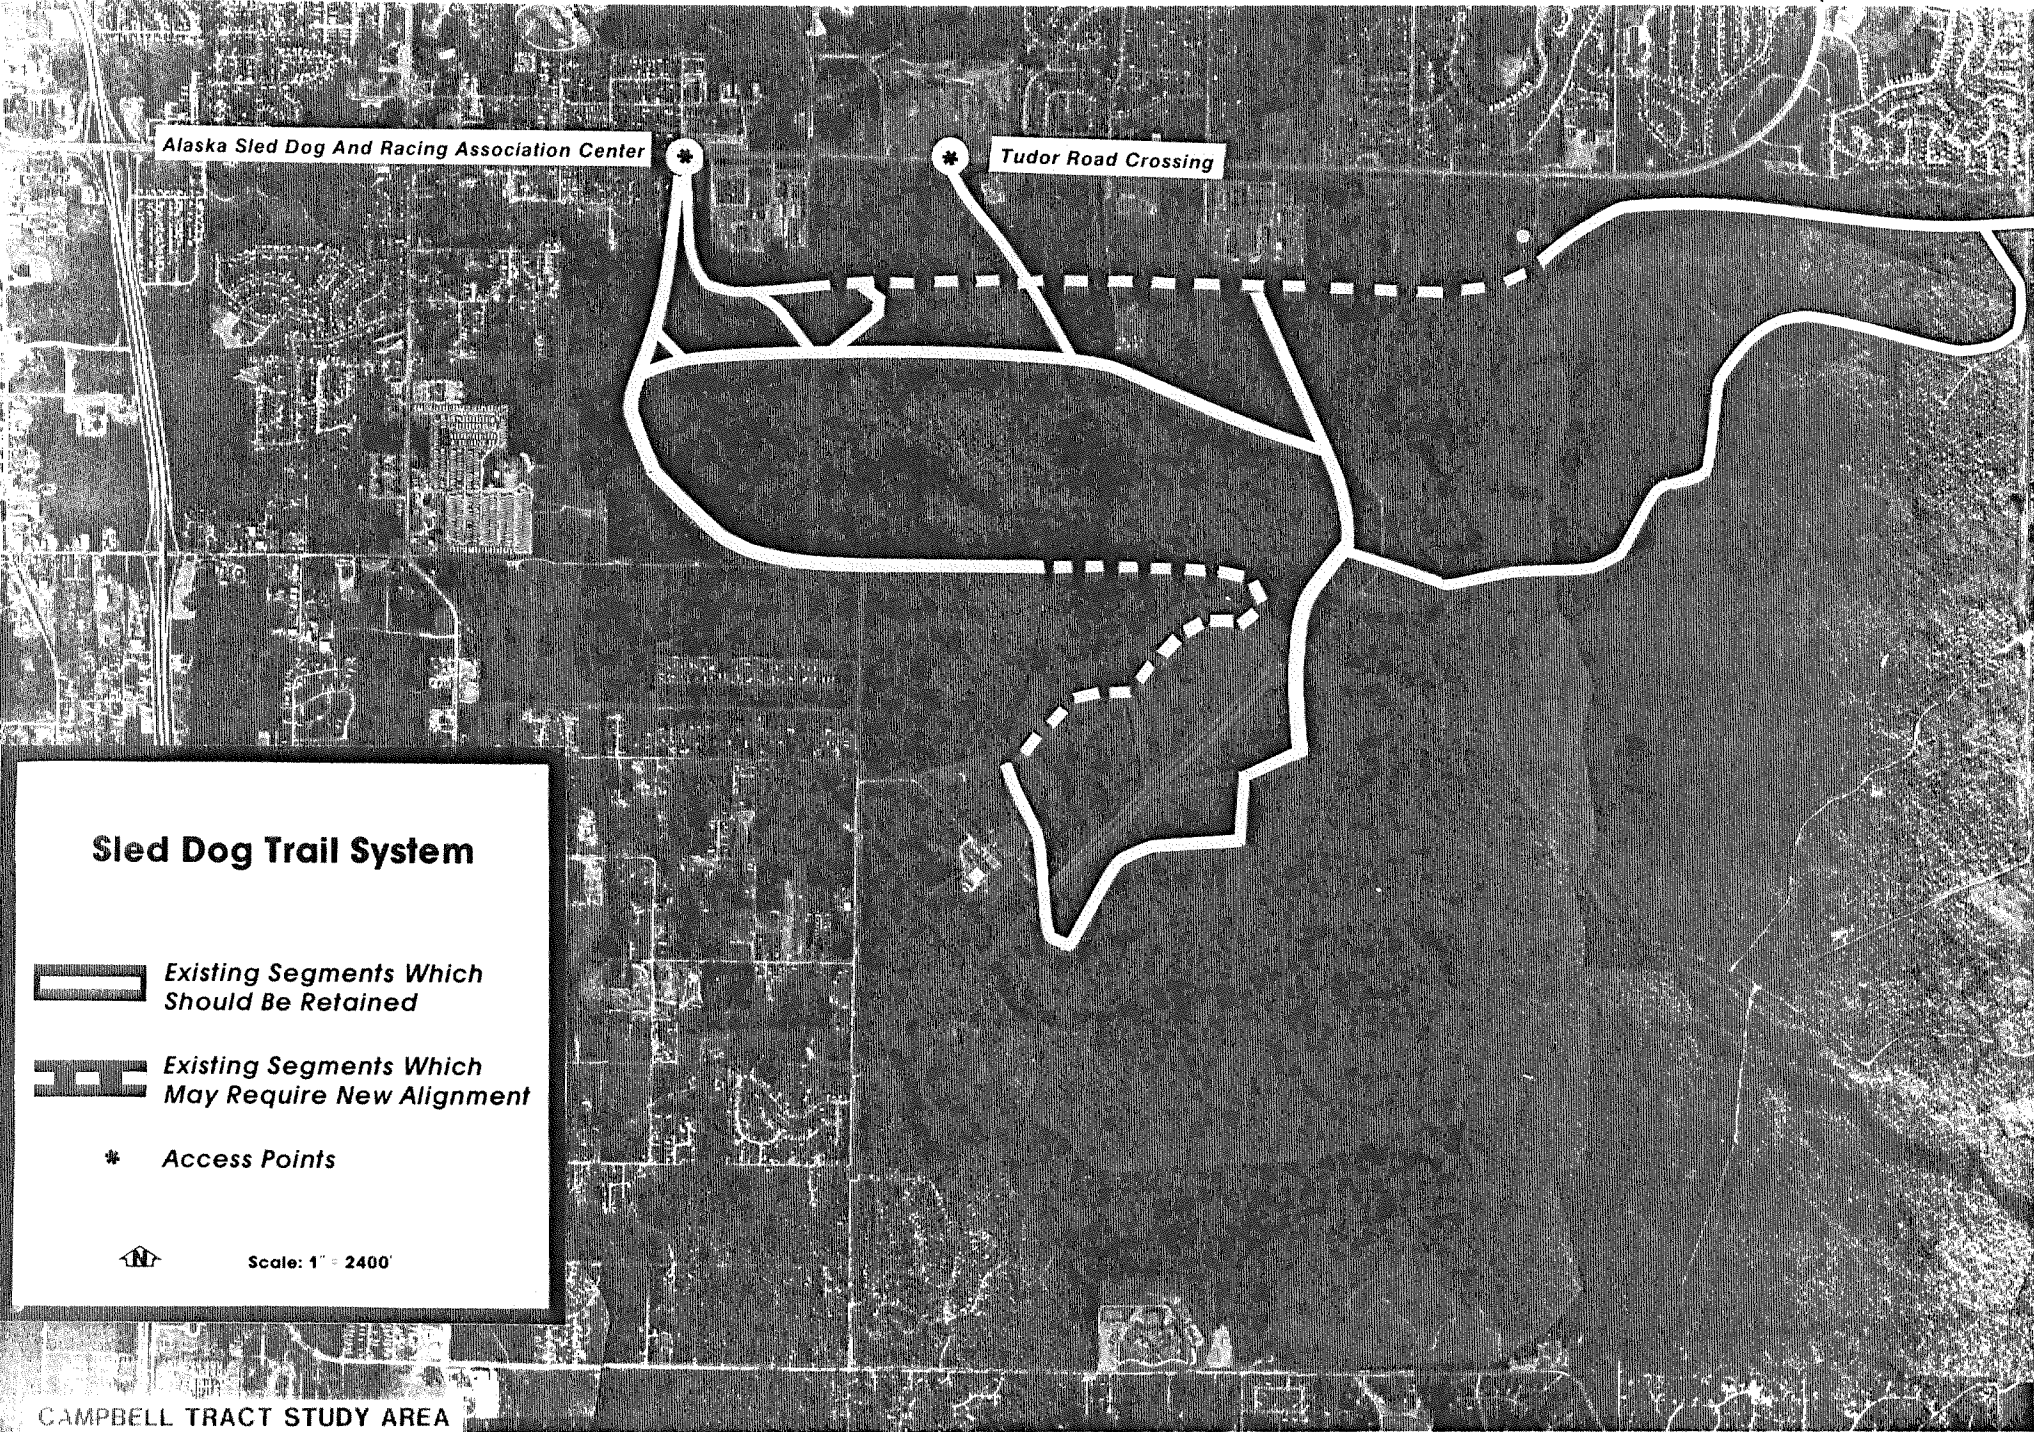 Alaska Sled Dog And Racing Association Center
Tudor Road Crossing
Sled Dog Trail System
Existing Segments Which
Should Be Retained
Existing Segments Which
May Require New Alignment
* Access Points
N
Scale: 1" = 2400'
CAMPBELL TRACT STUDY AREA